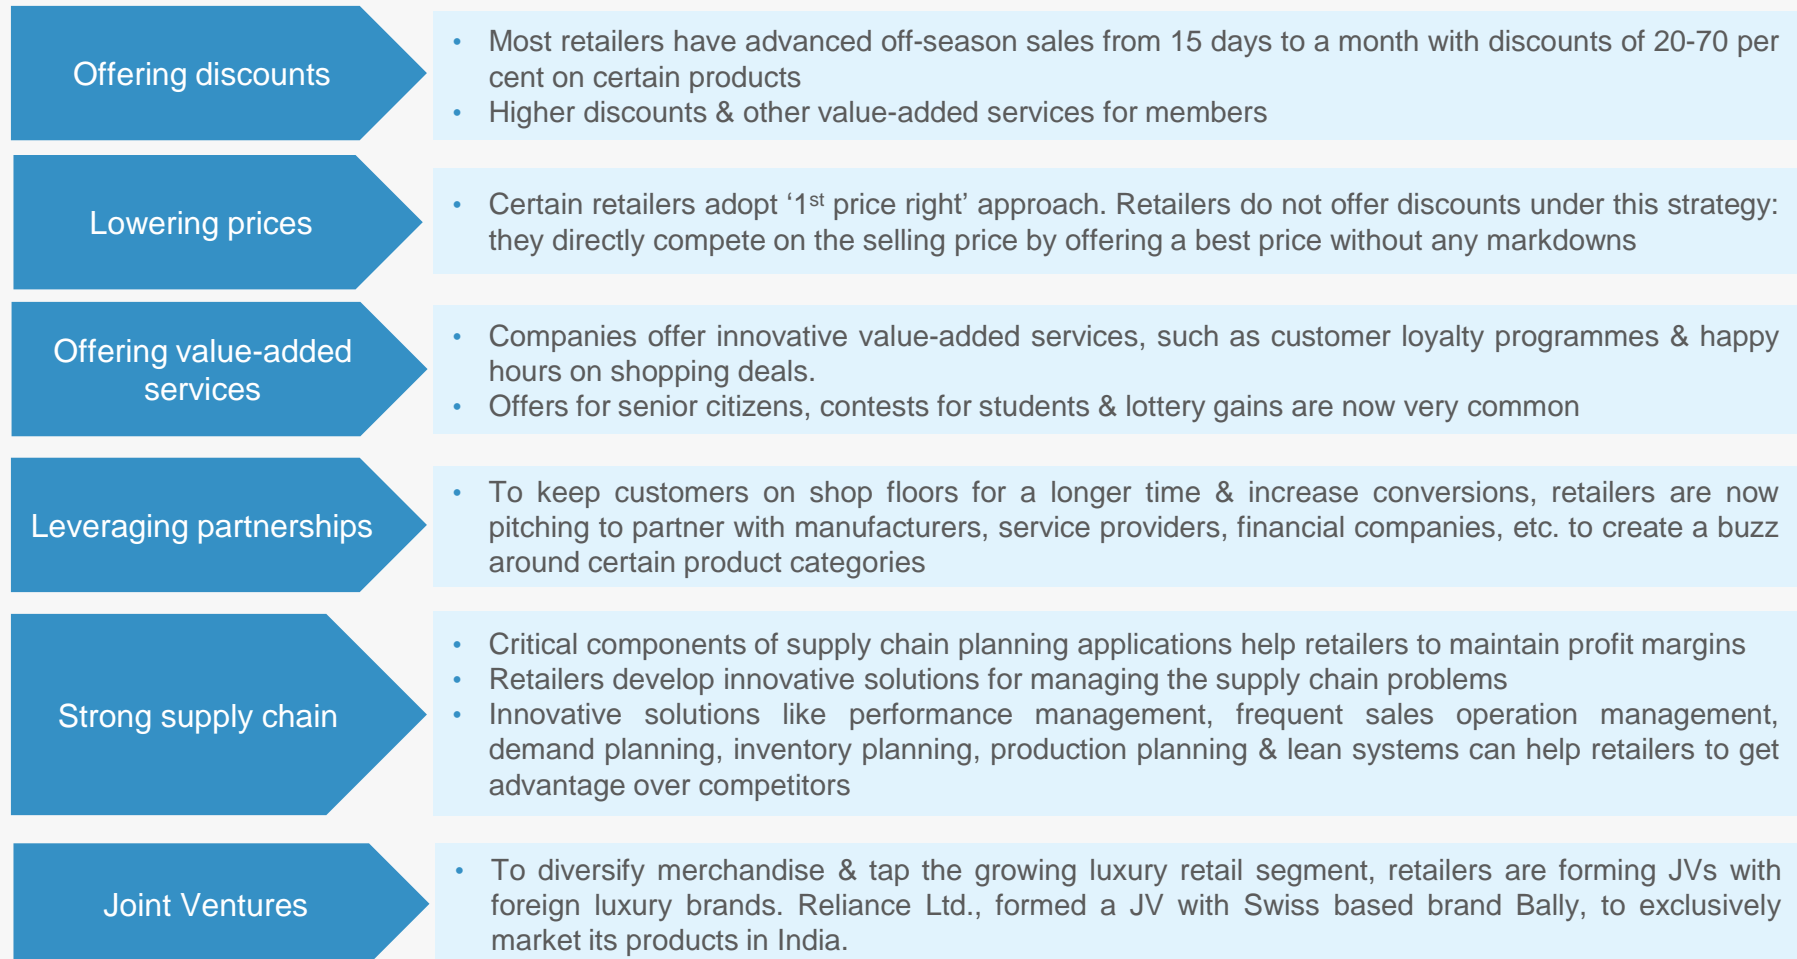 Offering discounts
• Most retailers have advanced off-season sales from 15 days to a month with discounts of 20-70 per
cent on certain products
• Higher discounts & other value-added services for members
Lowering prices
• Certain retailers adopt ‘1st price right’ approach. Retailers do not offer discounts under this strategy:
they directly compete on the selling price by offering a best price without any markdowns
Offering value-added
services
• Companies offer innovative value-added services, such as customer loyalty programmes & happy
hours on shopping deals.
• Offers for senior citizens, contests for students & lottery gains are now very common
Leveraging partnerships
• To keep customers on shop floors for a longer time & increase conversions, retailers are now
pitching to partner with manufacturers, service providers, financial companies, etc. to create a buzz
around certain product categories
Strong supply chain
• Critical components of supply chain planning applications help retailers to maintain profit margins
• Retailers develop innovative solutions for managing the supply chain problems
• Innovative solutions like performance management, frequent sales operation management,
demand planning, inventory planning, production planning & lean systems can help retailers to get
advantage over competitors
Joint Ventures
• To diversify merchandise & tap the growing luxury retail segment, retailers are forming JVs with
foreign luxury brands. Reliance Ltd., formed a JV with Swiss based brand Bally, to exclusively
market its products in India.